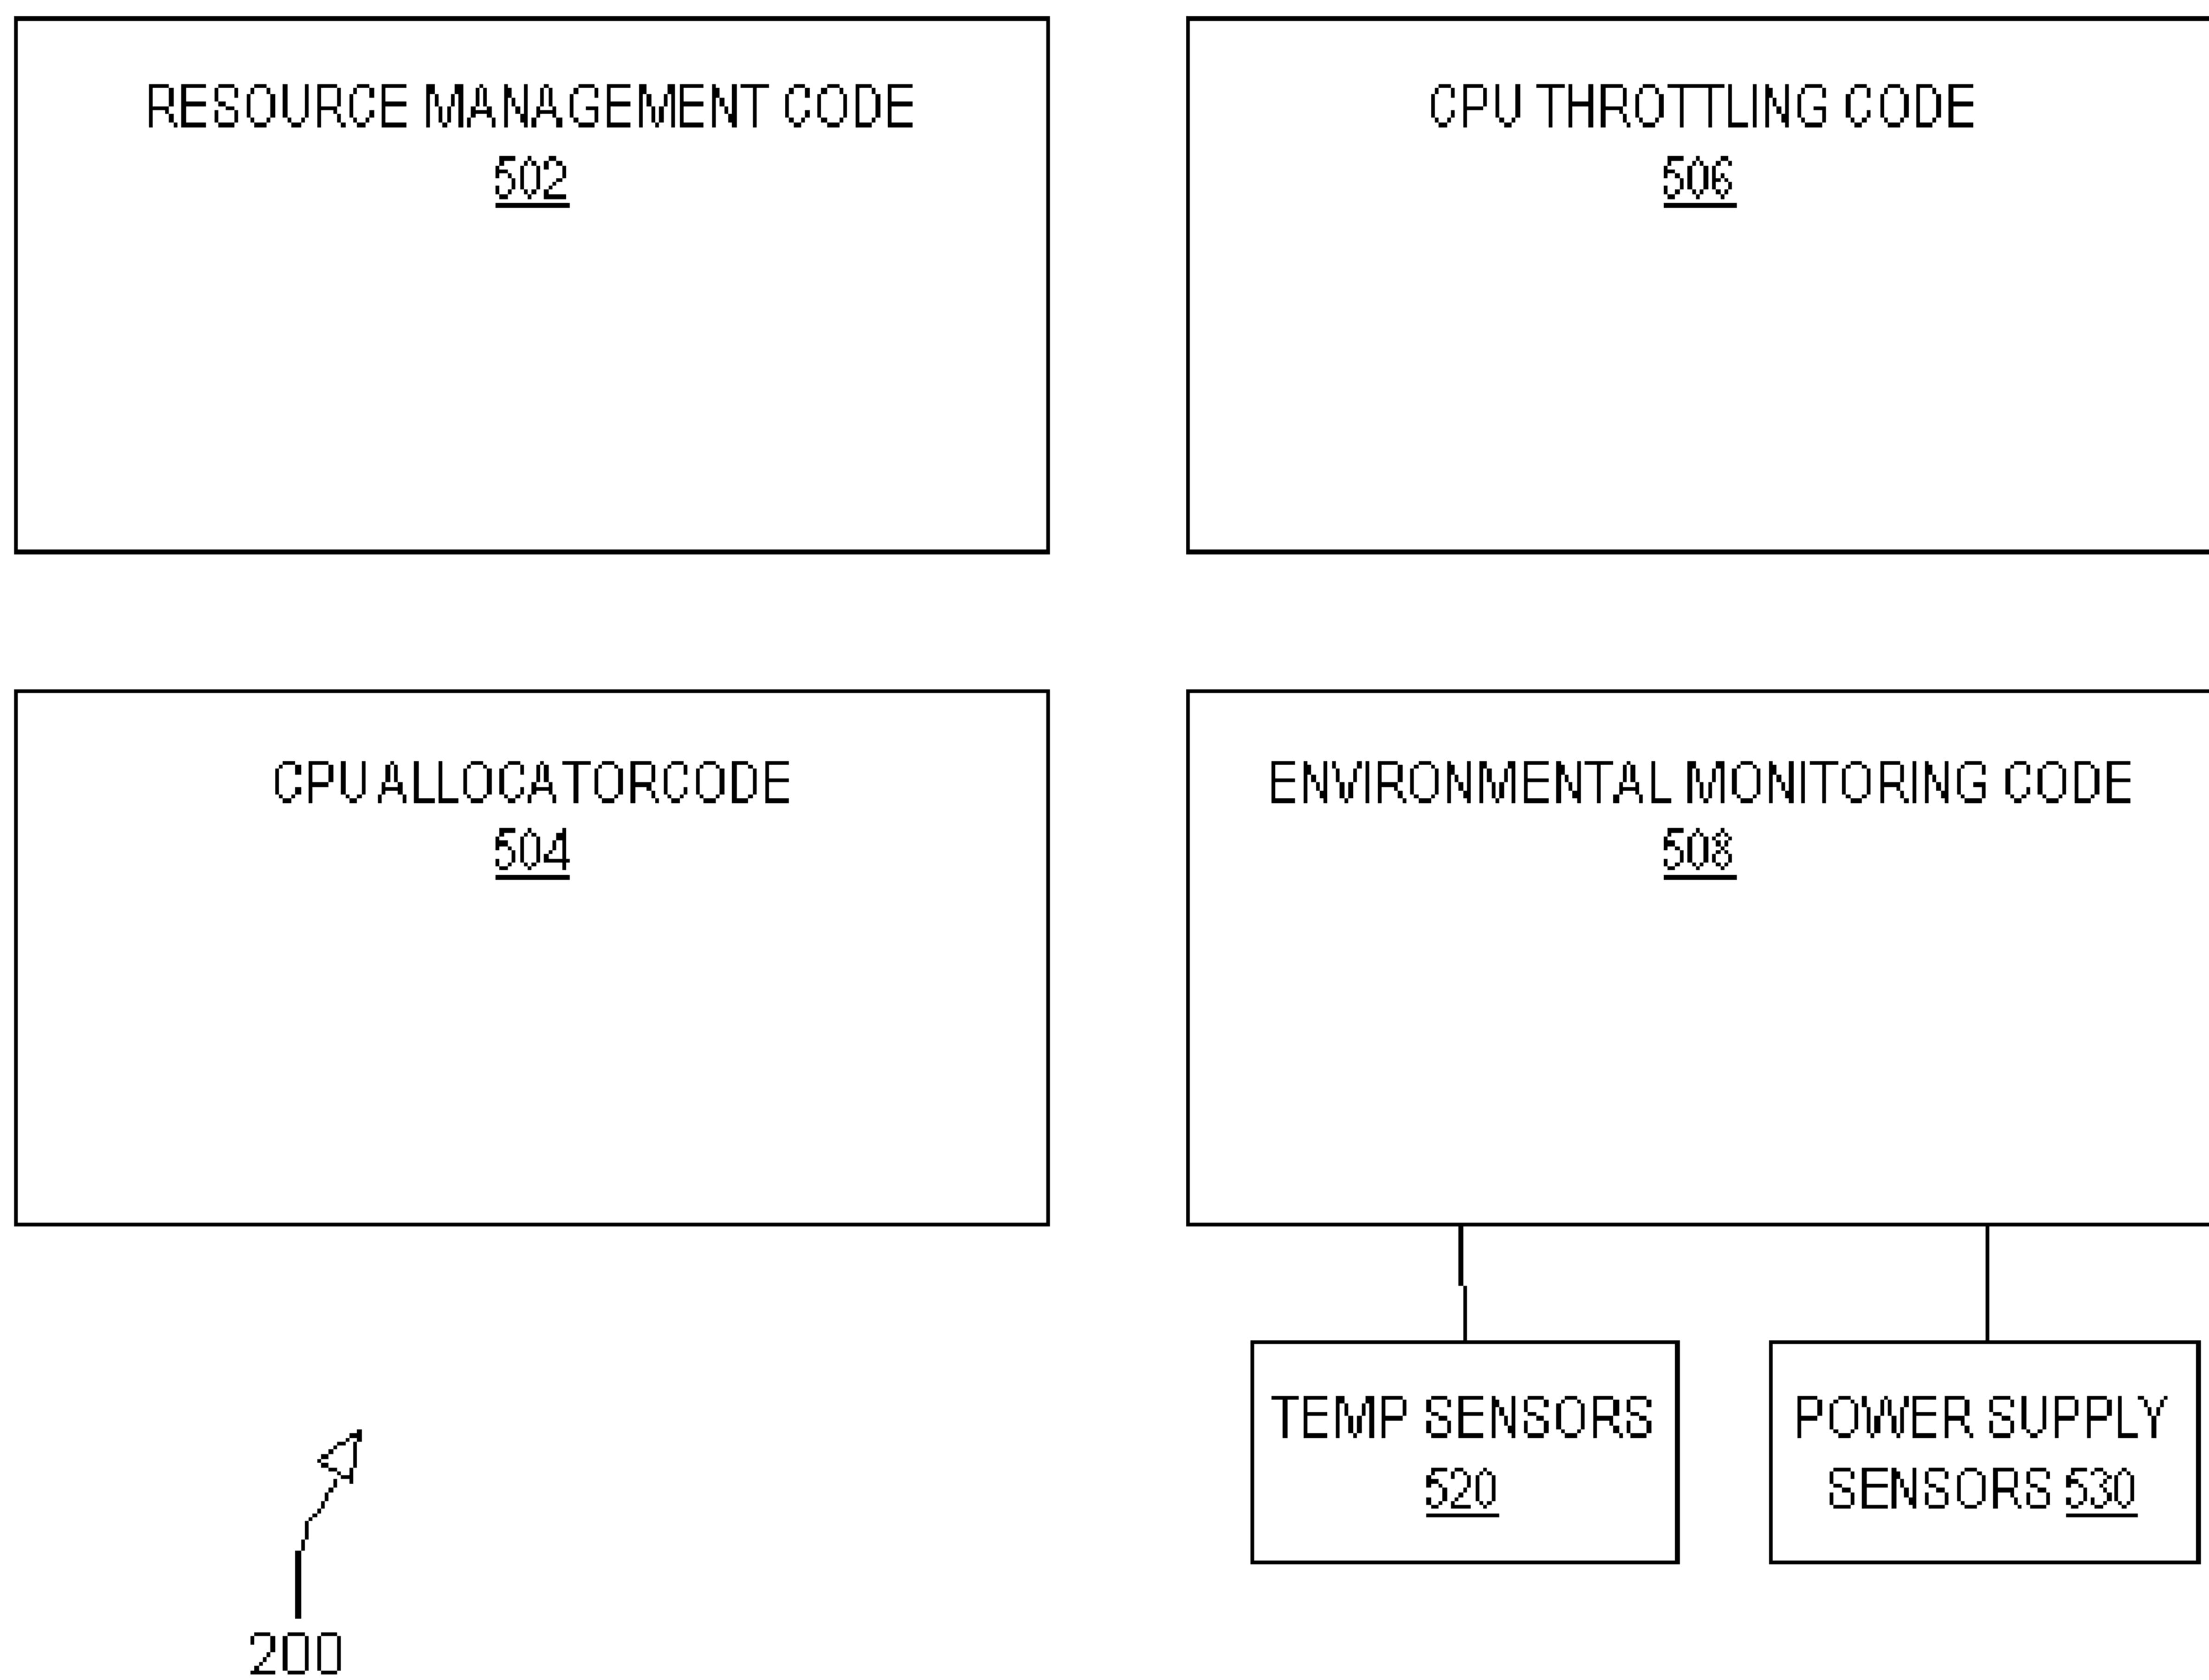 RESOURCE MANAGEMENT CODE
502
CPU THROTTLING CODE
506
CPU ALLOCATORCODE
504
ENVIRONMENTAL MONITORING CODE
508
TEMP SENSORS
520
POWER SUPPLY
SENSORS 530
200